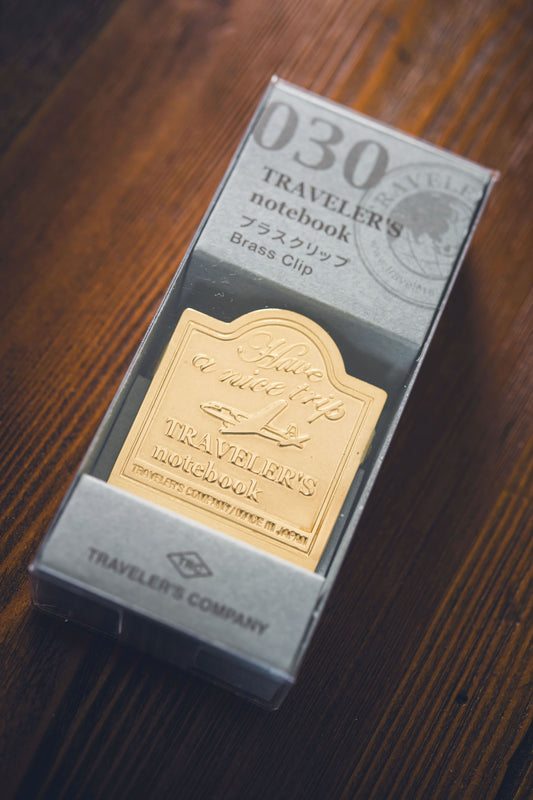 030
TRAVELER'S
notebook
ブラスクリップ
Brass Clip
TRAVELER'S
Have
a nice trip
TRAVELER'S
notebook
TRAVELER'S COMPANY / MADE IN JAPAN
TRC
TRAVELER'S COMPANY